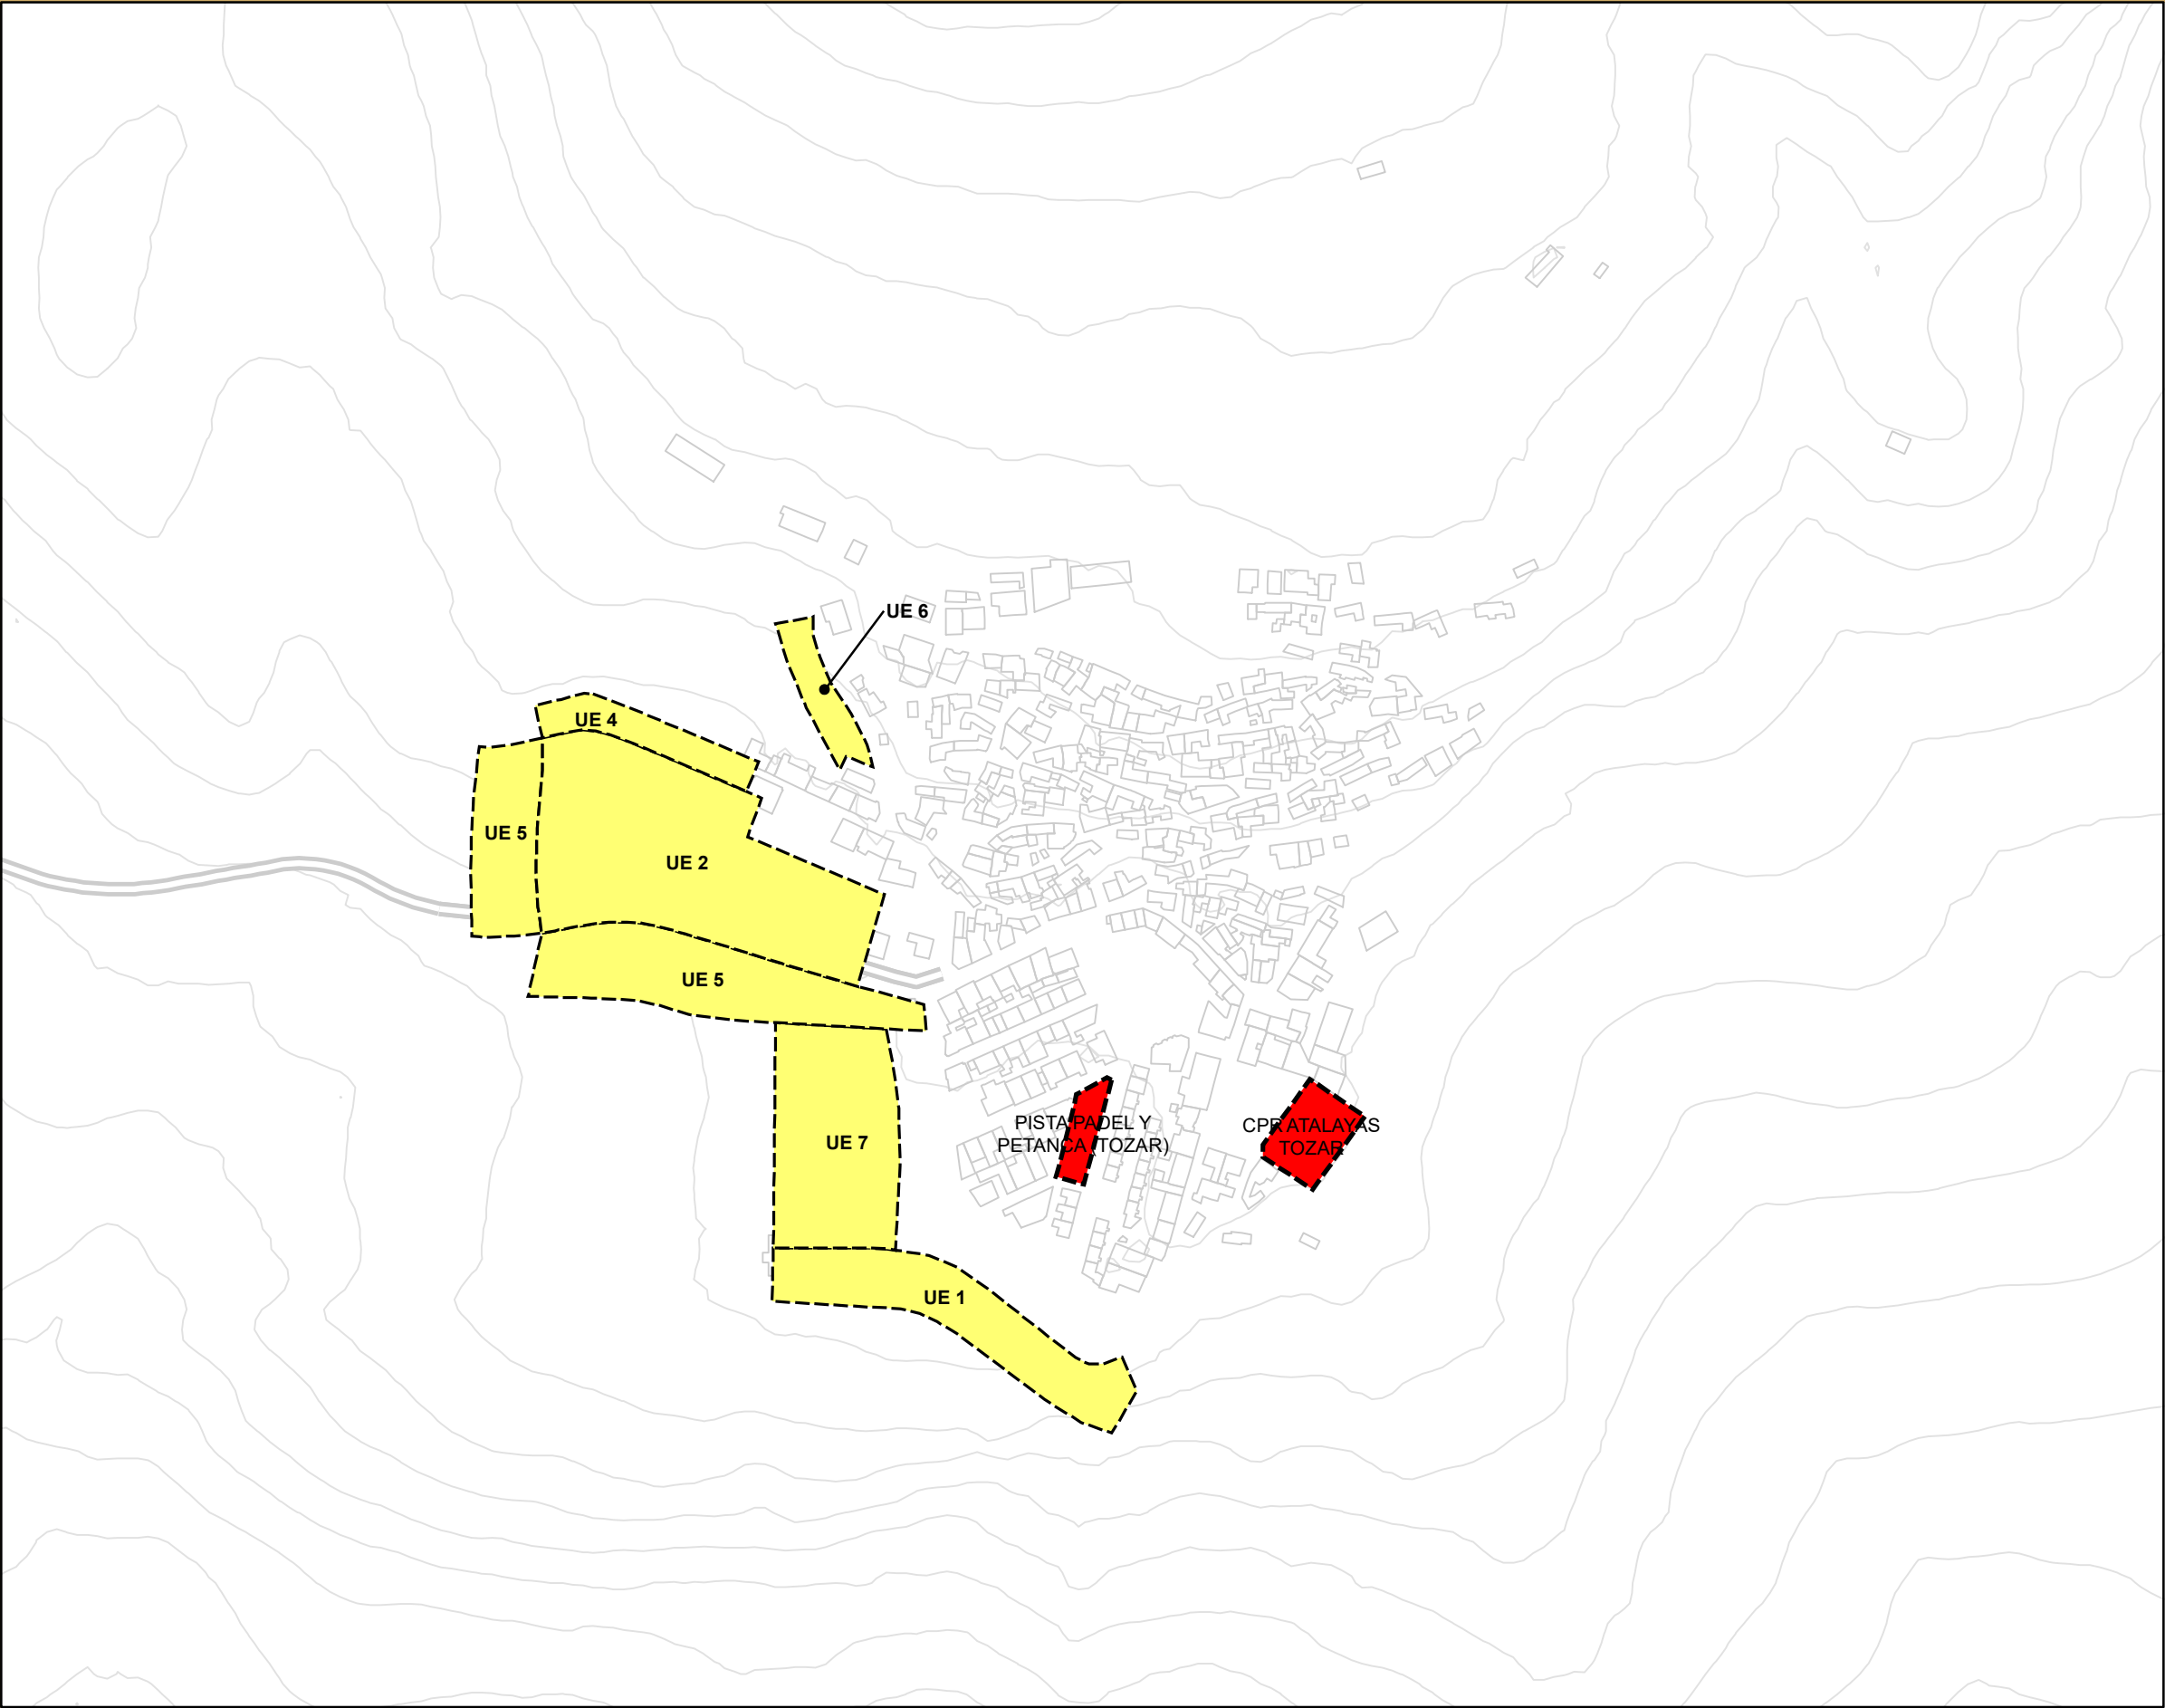 UE 6
UE 4
UE 5
UE 2
UE 5
PISTA PADEL Y
PETANCA (TOZAR)
CPR ATALAYAS
TOZAR
UE 7
UE 1